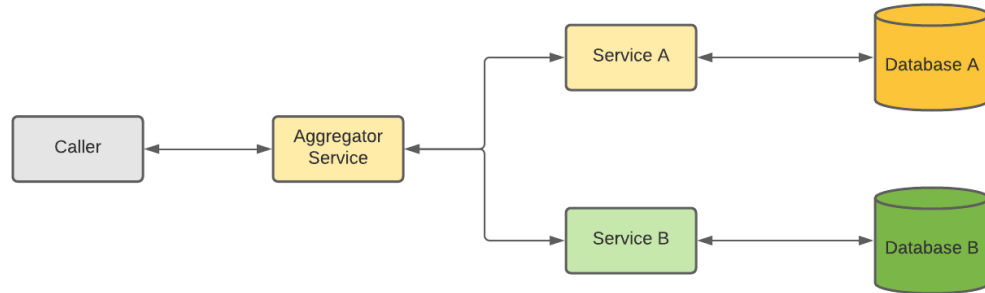 Caller
Aggregator
Service
Service A
Database A
Service B
Database B